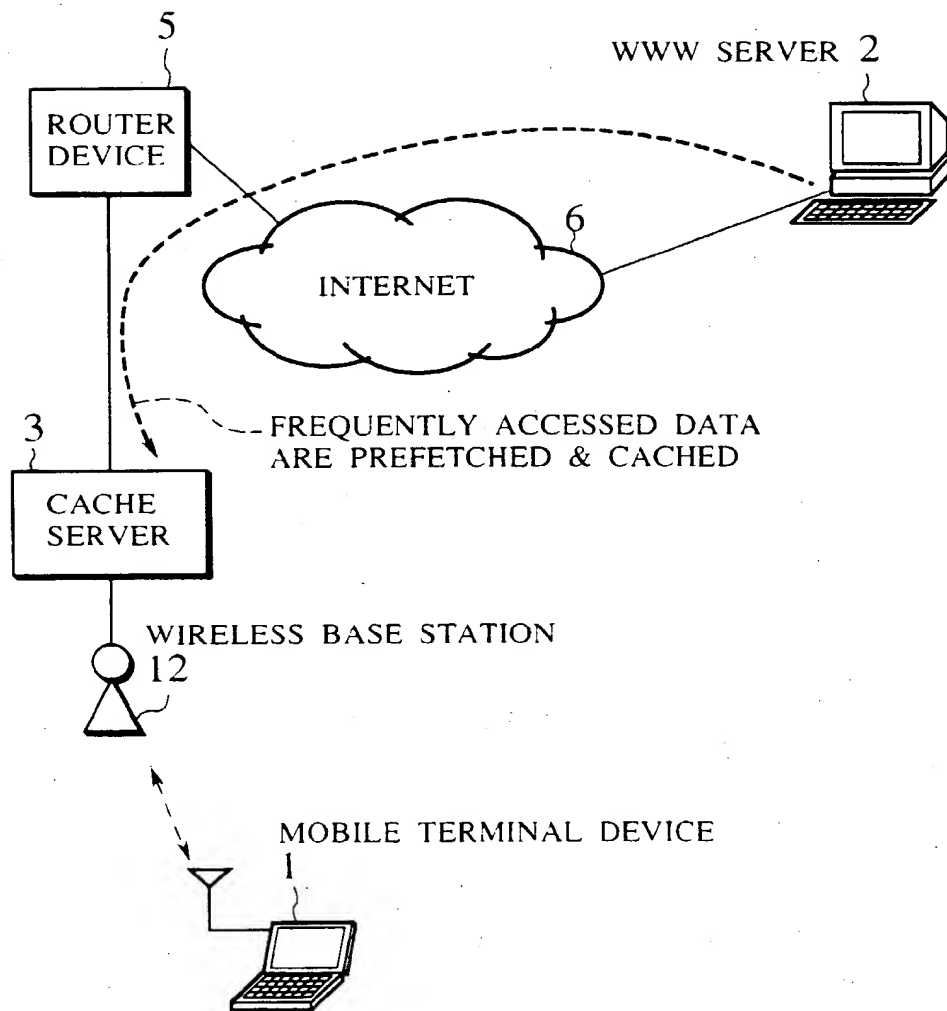 5
WWW SERVER 2
ROUTER
DEVICE
6
INTERNET
FREQUENTLY ACCESSED DATA
ARE PREFETCHED & CACHED
3
CACHE
SERVER
WIRELESS BASE STATION
12
MOBILE TERMINAL DEVICE
1